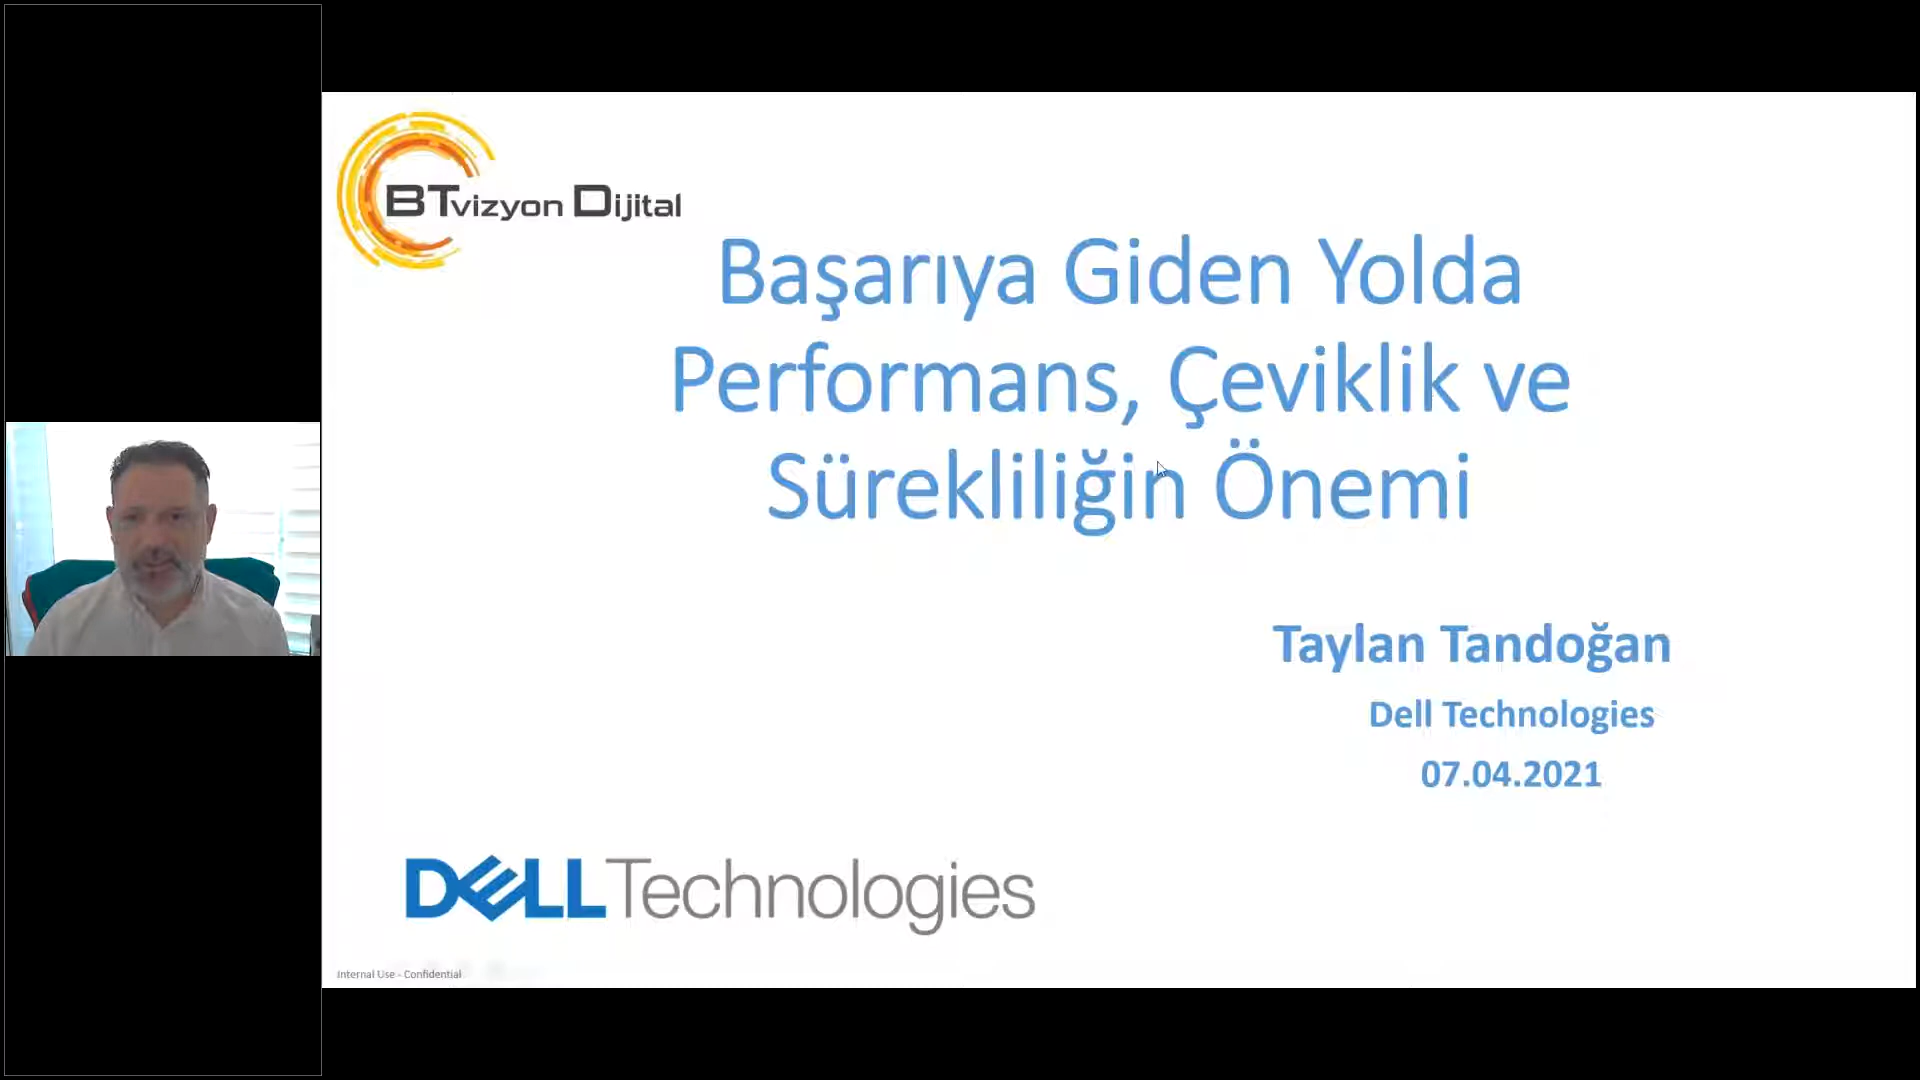 BTvizyon Dijital
Başarıya Giden Yolda
Performans, Çeviklik ve
Sürekliliğin Önemi
Taylan Tandoğan
Dell Technologies
07.04.2021
DELL Technologies
Internal Use - Confidential